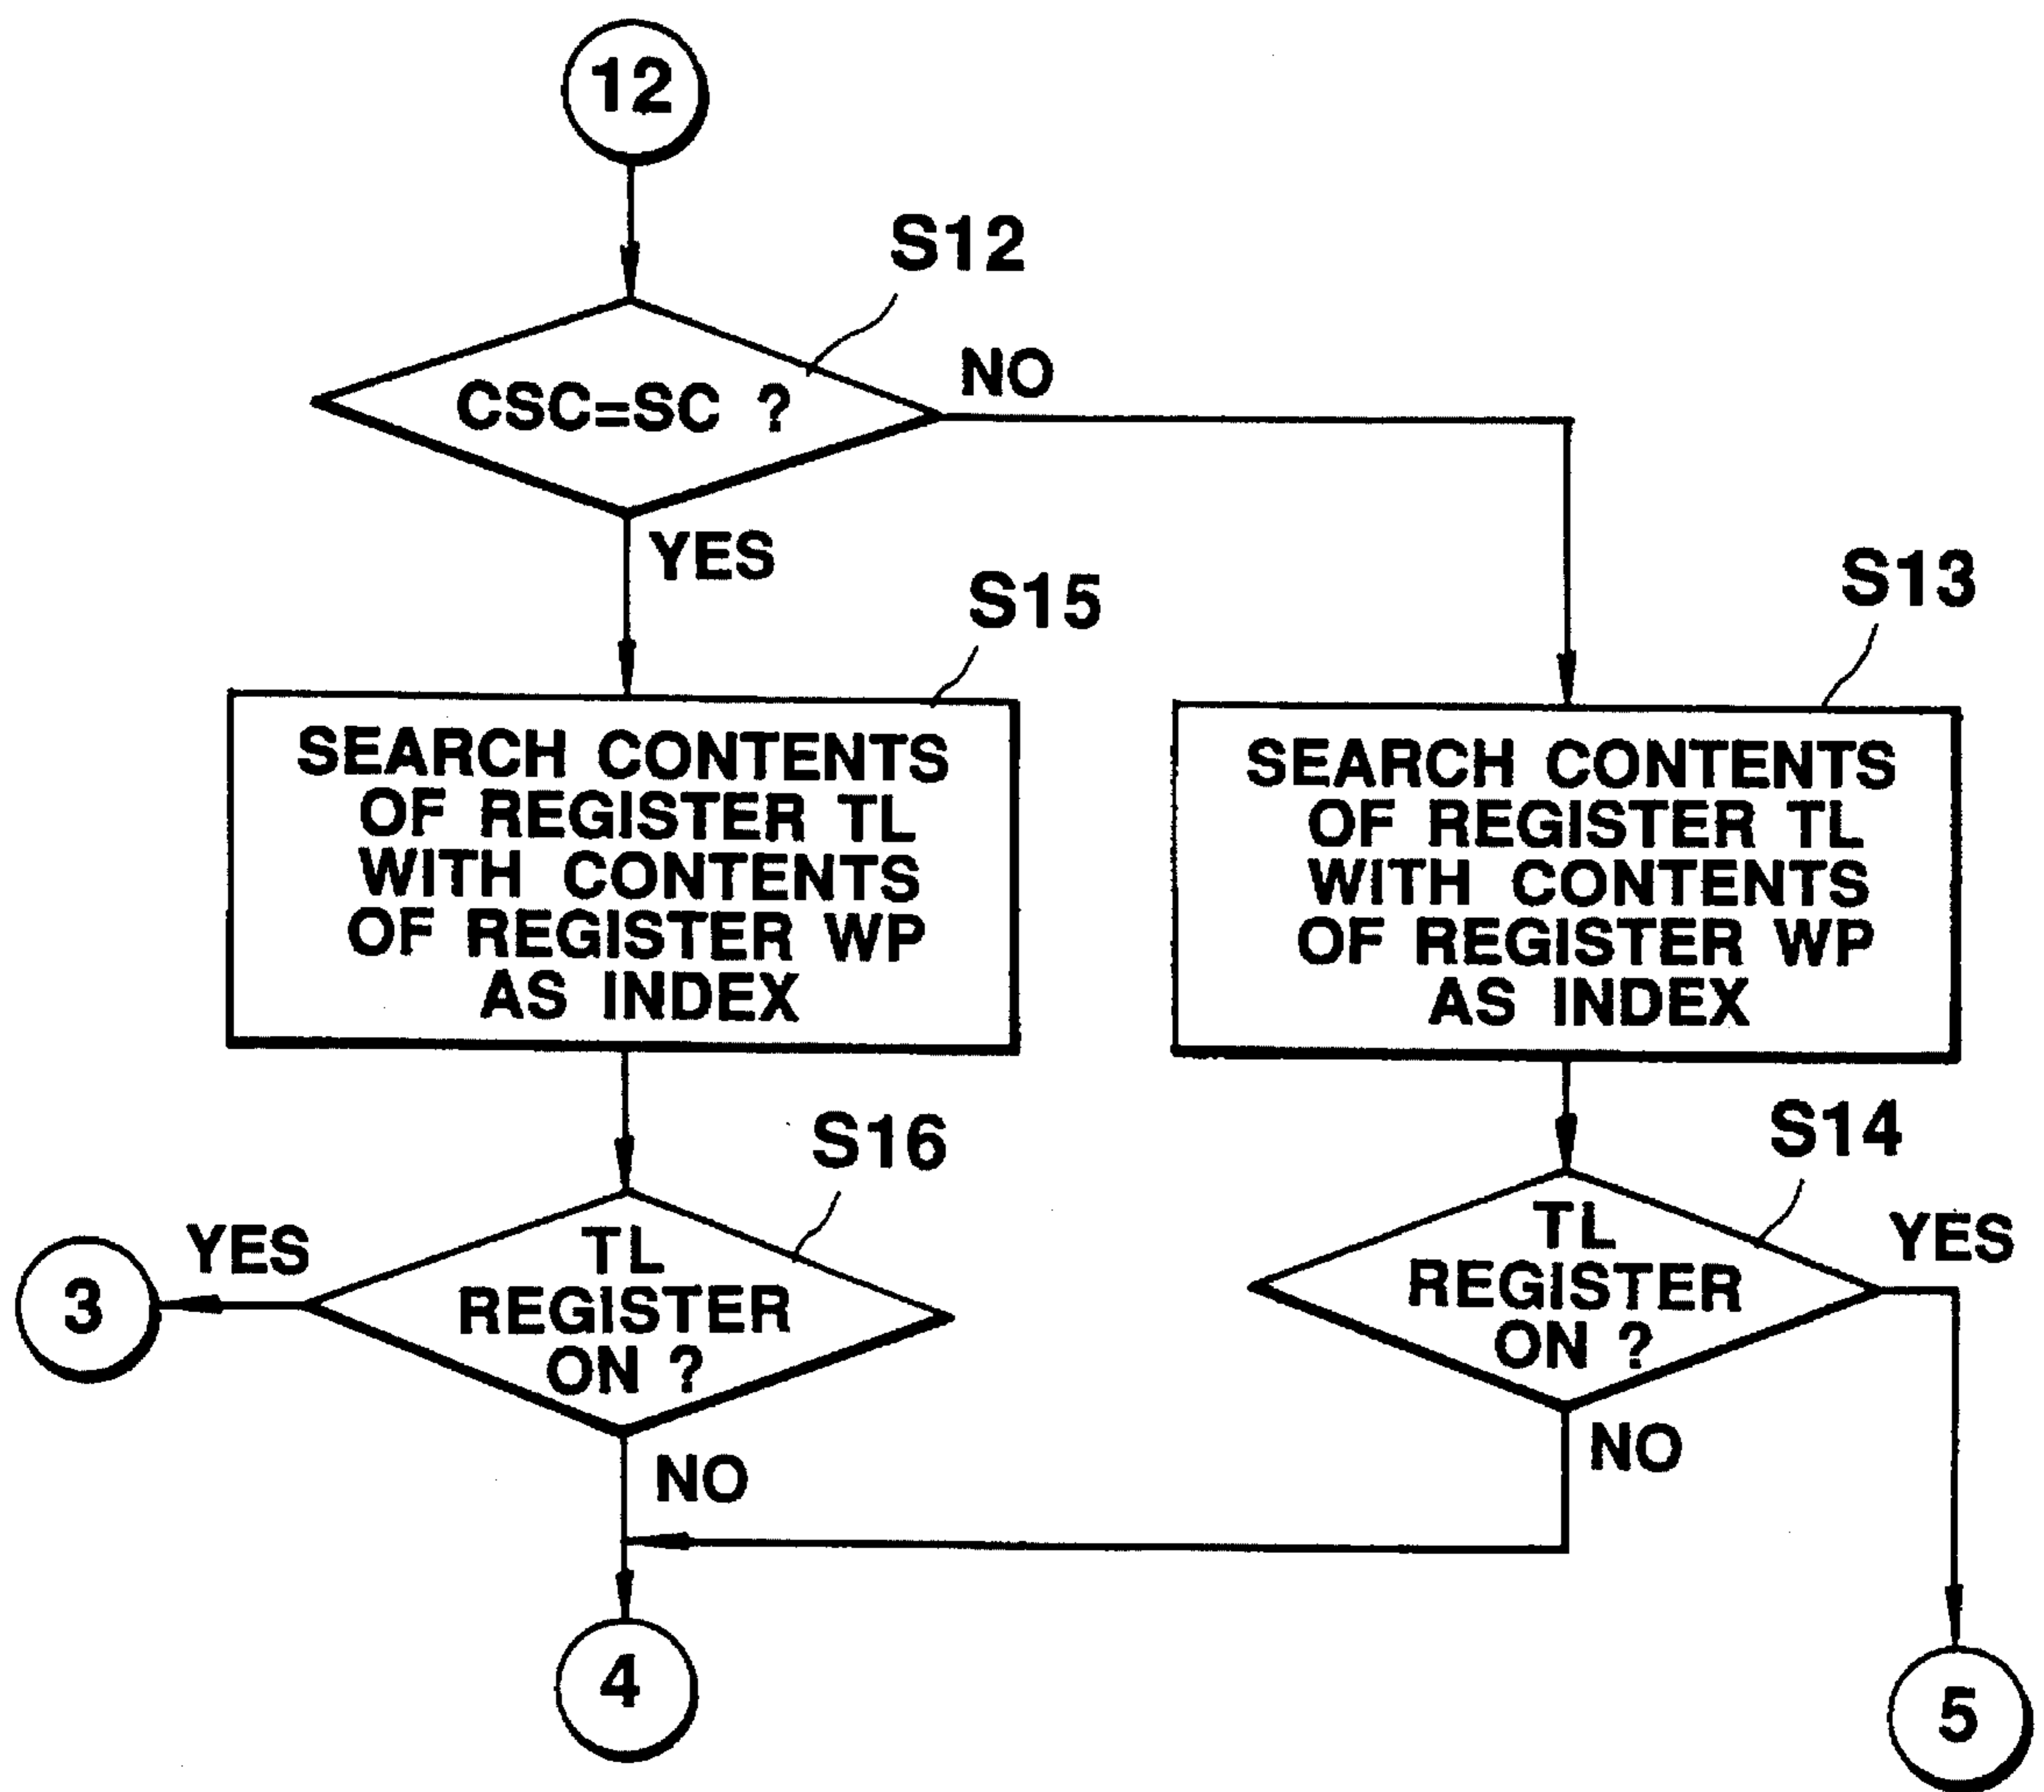 12
S12
CSC=SC ?
NO
YES
S15
S13
SEARCH CONTENTS
OF REGISTER TL
WITH CONTENTS
OF REGISTER WP
AS INDEX
SEARCH CONTENTS
OF REGISTER TL
WITH CONTENTS
OF REGISTER WP
AS INDEX
S16
S14
YES
3
TL
REGISTER
ON ?
NO
TL
REGISTER
ON ?
YES
NO
4
5